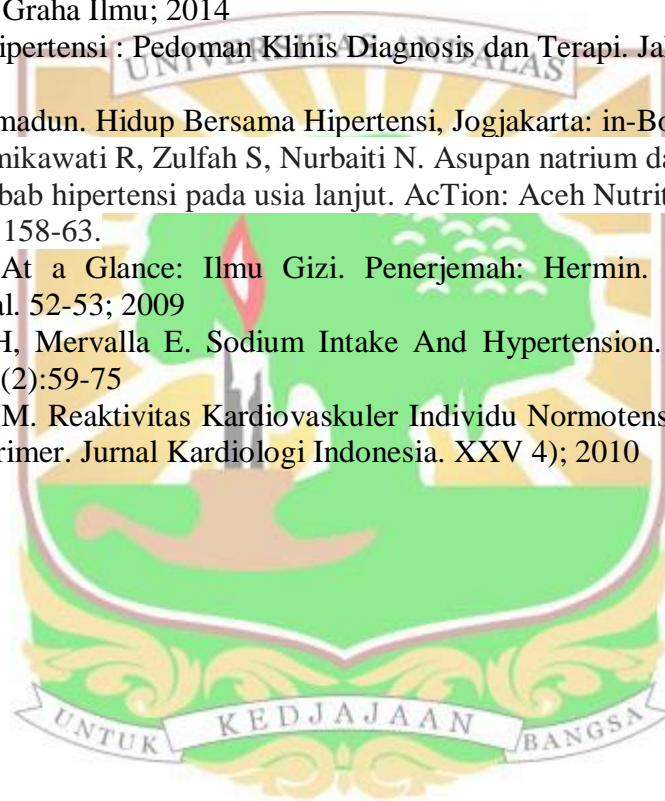 Graha Ilmu; 2014
ipertensi : Pedoman Klinis Diagnosis dan Terapi. Jal
UNIVERSITAS ANDALAS
madun. Hidup Bersama Hipertensi, Jogjakarta: in-Bo
mikawati R, Zulfah S, Nurbaiti N. Asupan natrium da
bab hipertensi pada usia lanjut. AcTion: Aceh Nutrit
158-63.
At a Glance: Ilmu Gizi. Penerjemah: Hermin.
al. 52-53; 2009
H, Mervalla E. Sodium Intake And Hypertension.
(2):59-75
M. Reaktivitas Kardiovaskuler Individu Normotens
rimer. Jurnal Kardiologi Indonesia. XXV 4); 2010
UNTUK KEDJAJAAN BANGSA